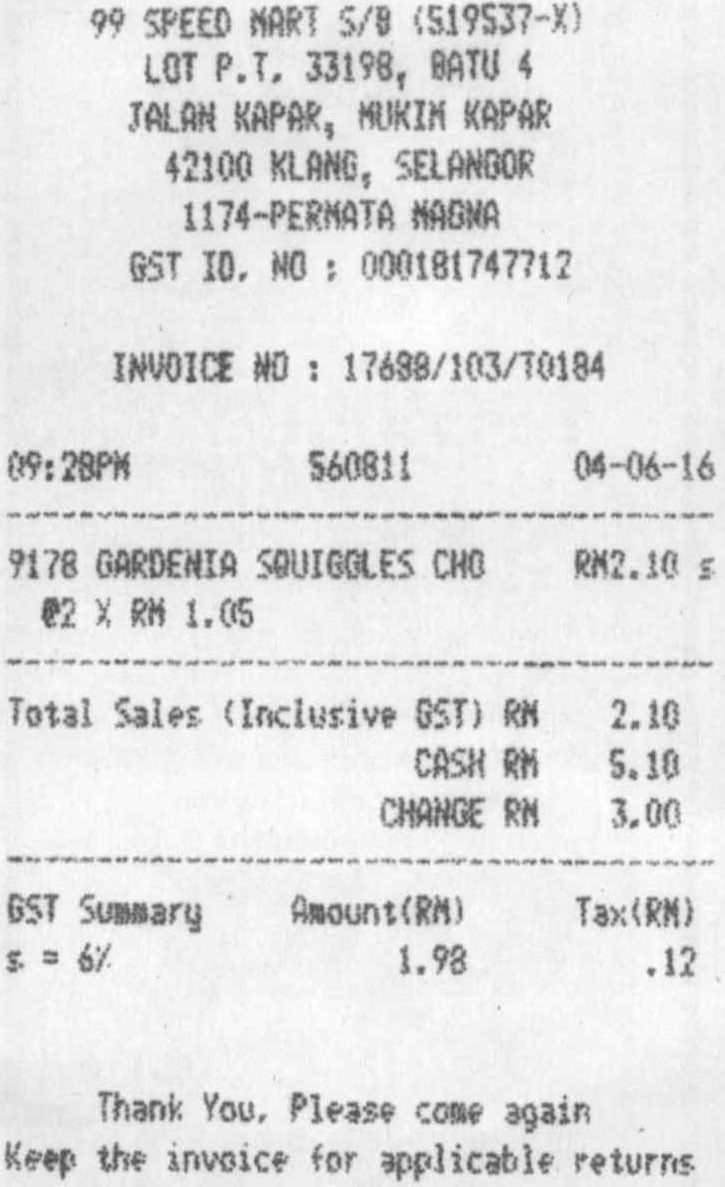 99 SPEED MART S/B (519537-X)
LOT P.T. 33198, BATU 4
JALAN KAPAR, MUKIM KAPAR
42100 KLANG, SELANGOR
1174-PERMATA MAGNA
GST ID. NO : 000181747712
INVOICE NO : 17688/103/T0184
09:28PM 560811 04-06-16
9178 GARDENIA SQUIGGLES CHO RM2.10 s
@2 X RM 1.05
Total Sales (Inclusive GST) RM 2.10
CASH RM 5.10
CHANGE RM 3.00
GST Summary Amount(RM) Tax(RM)
s = 6% 1.98 .12
Thank You. Please come again
Keep the invoice for applicable returns